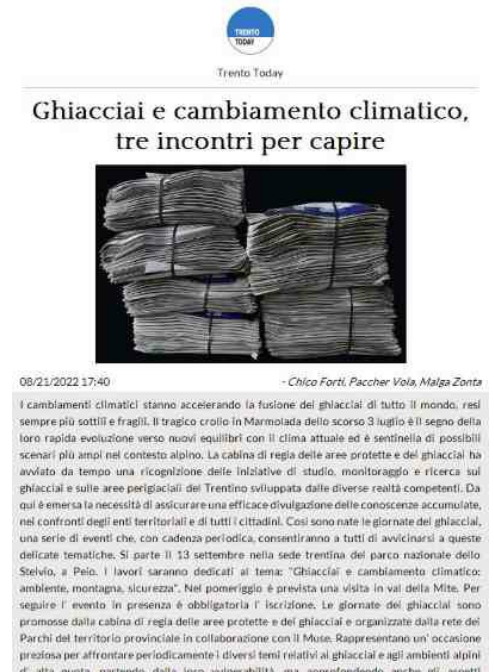 TRENTO
TODAY
Trento Today
Ghiacciai e cambiamento climatico,
tre incontri per capire
08/21/2022 17:40
- Chico Forti, Paccher Vola, Malga Zonta
I cambiamenti climatici stanno accelerando la fusione dei ghiacciai di tutto il mondo, resi
sempre più sottili e fragili. Il tragico crollo in Marmolada dello scorso 3 luglio è il segno della
loro rapida evoluzione verso nuovi equilibri con il clima attuale ed è sentinella di possibili
scenari più ampi nel contesto alpino. La cabina di regia delle aree protette e dei ghiacciai ha
avviato da tempo una ricognizione delle iniziative di studio, monitoraggio e ricerca sui
ghiacciai e sulle aree periglaciali del Trentino sviluppata dalle diverse realtà competenti. Da
qui è emersa la necessità di assicurare una efficace divulgazione delle conoscenze accumulate,
nei confronti degli enti territoriali e di tutti i cittadini. Così sono nate le giornate dei ghiacciai,
una serie di eventi che, con cadenza periodica, consentiranno a tutti di avvicinarsi a queste
delicate tematiche. Si parte il 13 settembre nella sede trentina del parco nazionale dello
Stelvio, a Peio. I lavori saranno dedicati al tema: "Ghiacciai e cambiamento climatico:
ambiente, montagna, sicurezza". Nel pomeriggio è prevista una visita in val della Mite. Per
seguire l' evento in presenza è obbligatoria l' iscrizione. Le giornate dei ghiacciai sono
promosse dalla cabina di regia delle aree protette e dei ghiacciai e organizzate dalla rete dei
Parchi del territorio provinciale in collaborazione con il Muse. Rappresentano un' occasione
preziosa per affrontare periodicamente i diversi temi relativi ai ghiacciai e agli ambienti alpini
di alta quota, partendo dalla loro vulnerabilità, ma approfondendo anche gli aspetti